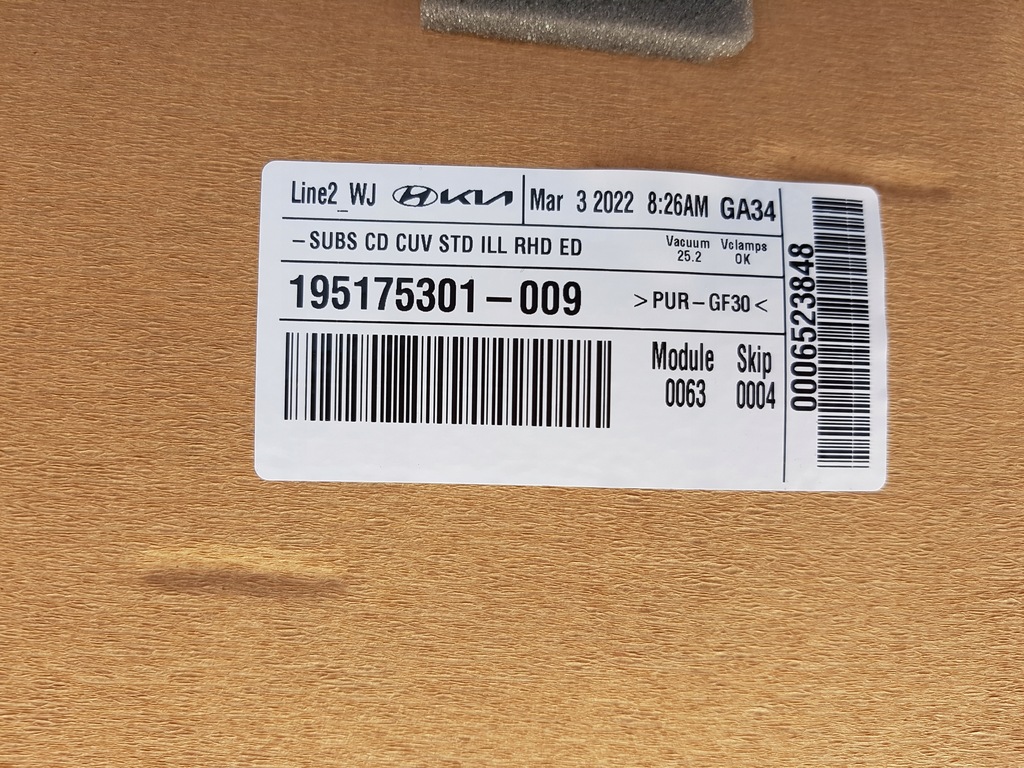 Line2_WJ HYUNDAI KIA Mar 3 2022 8:26AM GA34
-SUBS CD CUV STD ILL RHD ED
Vacuum Vclamps
25.2 OK
195175301-009 >PUR-GF30<
Module Skip
0063 0004
0006523848